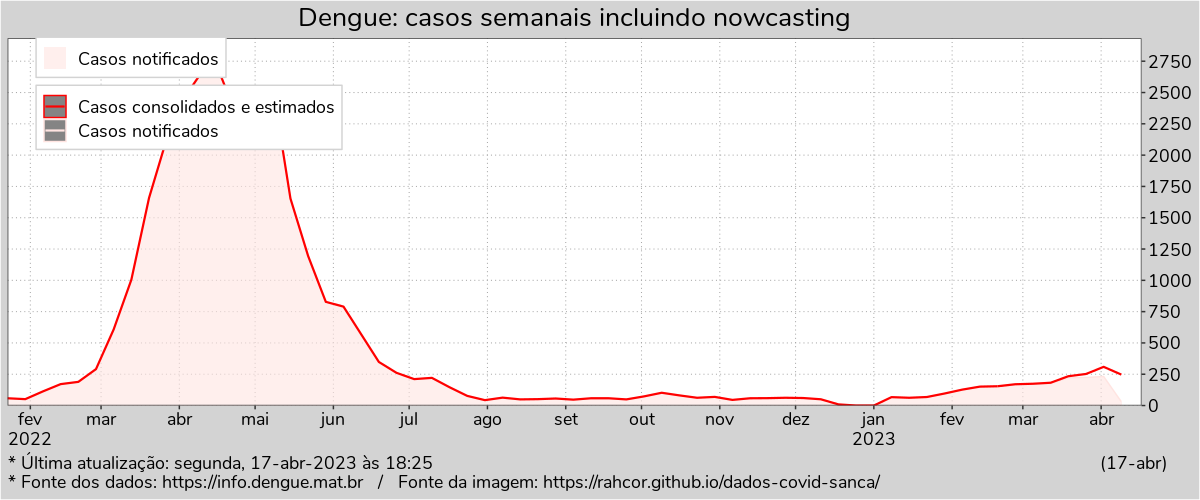 Dengue: casos semanais incluindo nowcasting
Casos notificados
Casos consolidados e estimados
Casos notificados
2750
2500
2250
2000
1750
1500
1250
1000
750
500
250
0
fev mar abr mai jun jul ago set out nov dez jan fev mar abr
2022 2023
* Última atualização: segunda, 17-abr-2023 às 18:25 (17-abr)
* Fonte dos dados: https://info.dengue.mat.br / Fonte da imagem: https://rahcor.github.io/dados-covid-sanca/